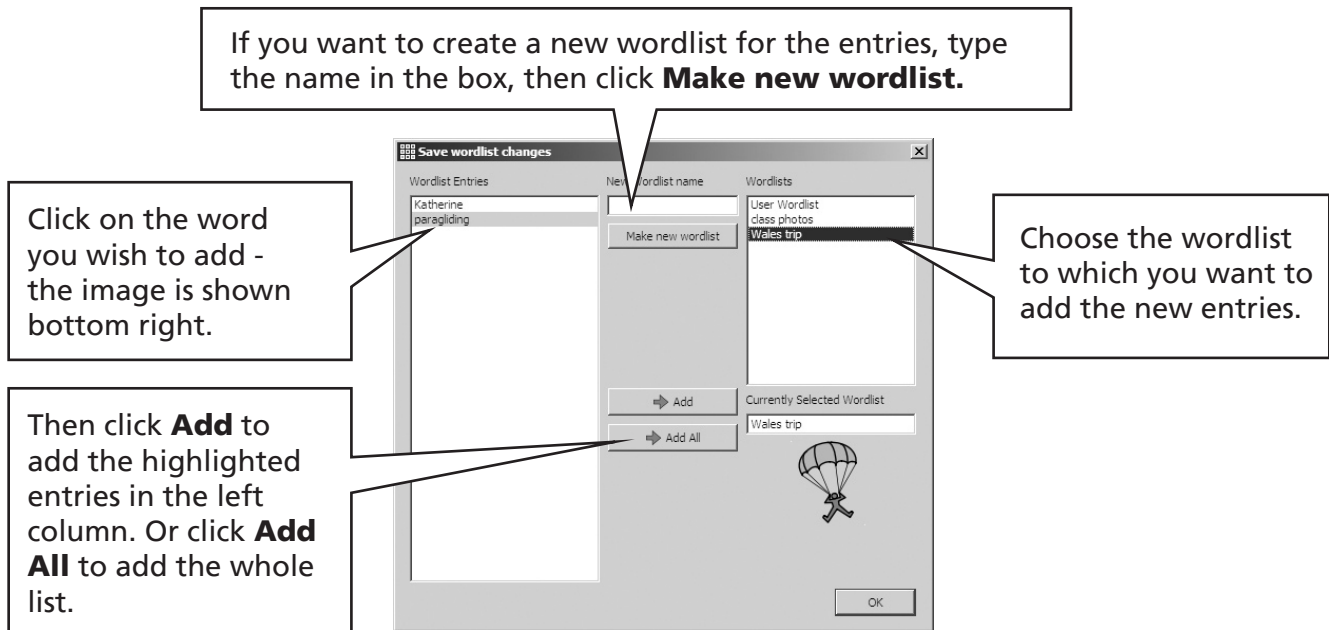 If you want to create a new wordlist for the entries, type
the name in the box, then click Make new wordlist.
Click on the word
you wish to add -
the image is shown
bottom right.
Then click Add to
add the highlighted
entries in the left
column. Or click Add
All to add the whole
list.
Save wordlist changes
Wordlist Entries
Katherine
paragliding
New Wordlist name
Make new wordlist
Add
Add All
Wordlists
User Wordlist
class photos
Wales trip
Currently Selected Wordlist
Wales trip
OK
Choose the wordlist
to which you want to
add the new entries.